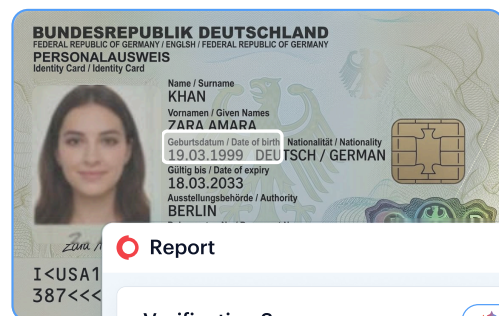 BUNDESREPUBLIK DEUTSCHLAND
FEDERAL REPUBLIC OF GERMANY / ENGLSH / FEDERAL REPUBLIC OF GERMANY
PERSONALAUSWEIS
Identity Card / Identity Card
Name / Surname
KHAN
Vornamen / Given Names
ZARA AMARA
Geburtsdatum / Date of birth Nationalität / Nationality
19.03.1999 DEUTSCH / GERMAN
Gültig bis / Date of expiry
18.03.2033
Ausstellungsbehörde / Authority
BERLIN
Zara
I<USA1
387<<<
Report